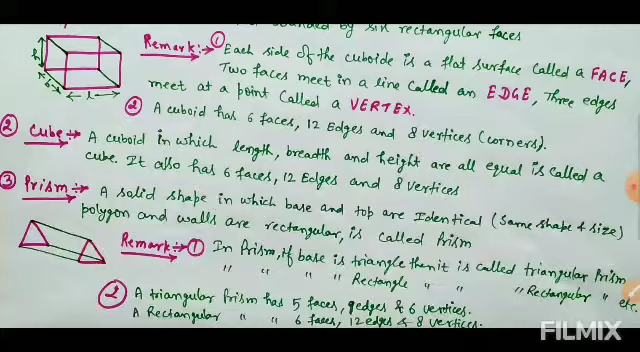 bounded by six rectangular faces
Remark:→ ① Each side of the cuboide is a flat surface called a FACE,
Two faces meet in a line called an EDGE, Three edges
meet at a point called a VERTEX.
② A cuboid has 6 faces, 12 Edges and 8 vertices (corners).
② Cube:→ A cuboid in which length, breadth and height are all equal is called a
cube. It also has 6 faces, 12 Edges and 8 vertices
③ Prism:→ A solid shape in which base and top are Identical (Same shape & size)
polygon and walls are rectangular, is called Prism
Remark:→ ① In Prism, if base is triangle then it is called triangular Prism
" " " " Rectangle " " " Rectangular " etc.
② A triangular Prism has 5 faces, 9 edges & 6 vertices.
A Rectangular " " 6 faces, 12 edges & 8 vertices.
h
b
l
FILMIX